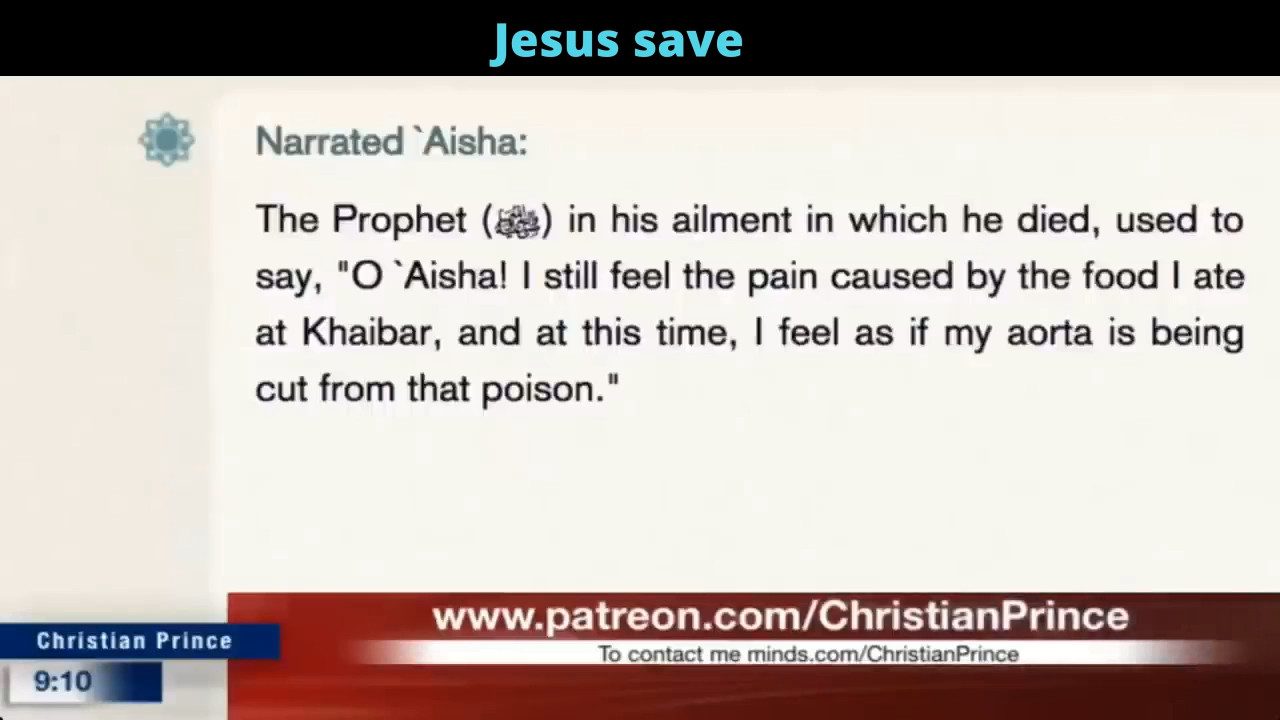 Jesus save
Narrated `Aisha:
The Prophet (ﷺ) in his ailment in which he died, used to
say, "O `Aisha! I still feel the pain caused by the food I ate
at Khaibar, and at this time, I feel as if my aorta is being
cut from that poison."
www.patreon.com/ChristianPrince
Christian Prince
To contact me minds.com/ChristianPrince
9:10